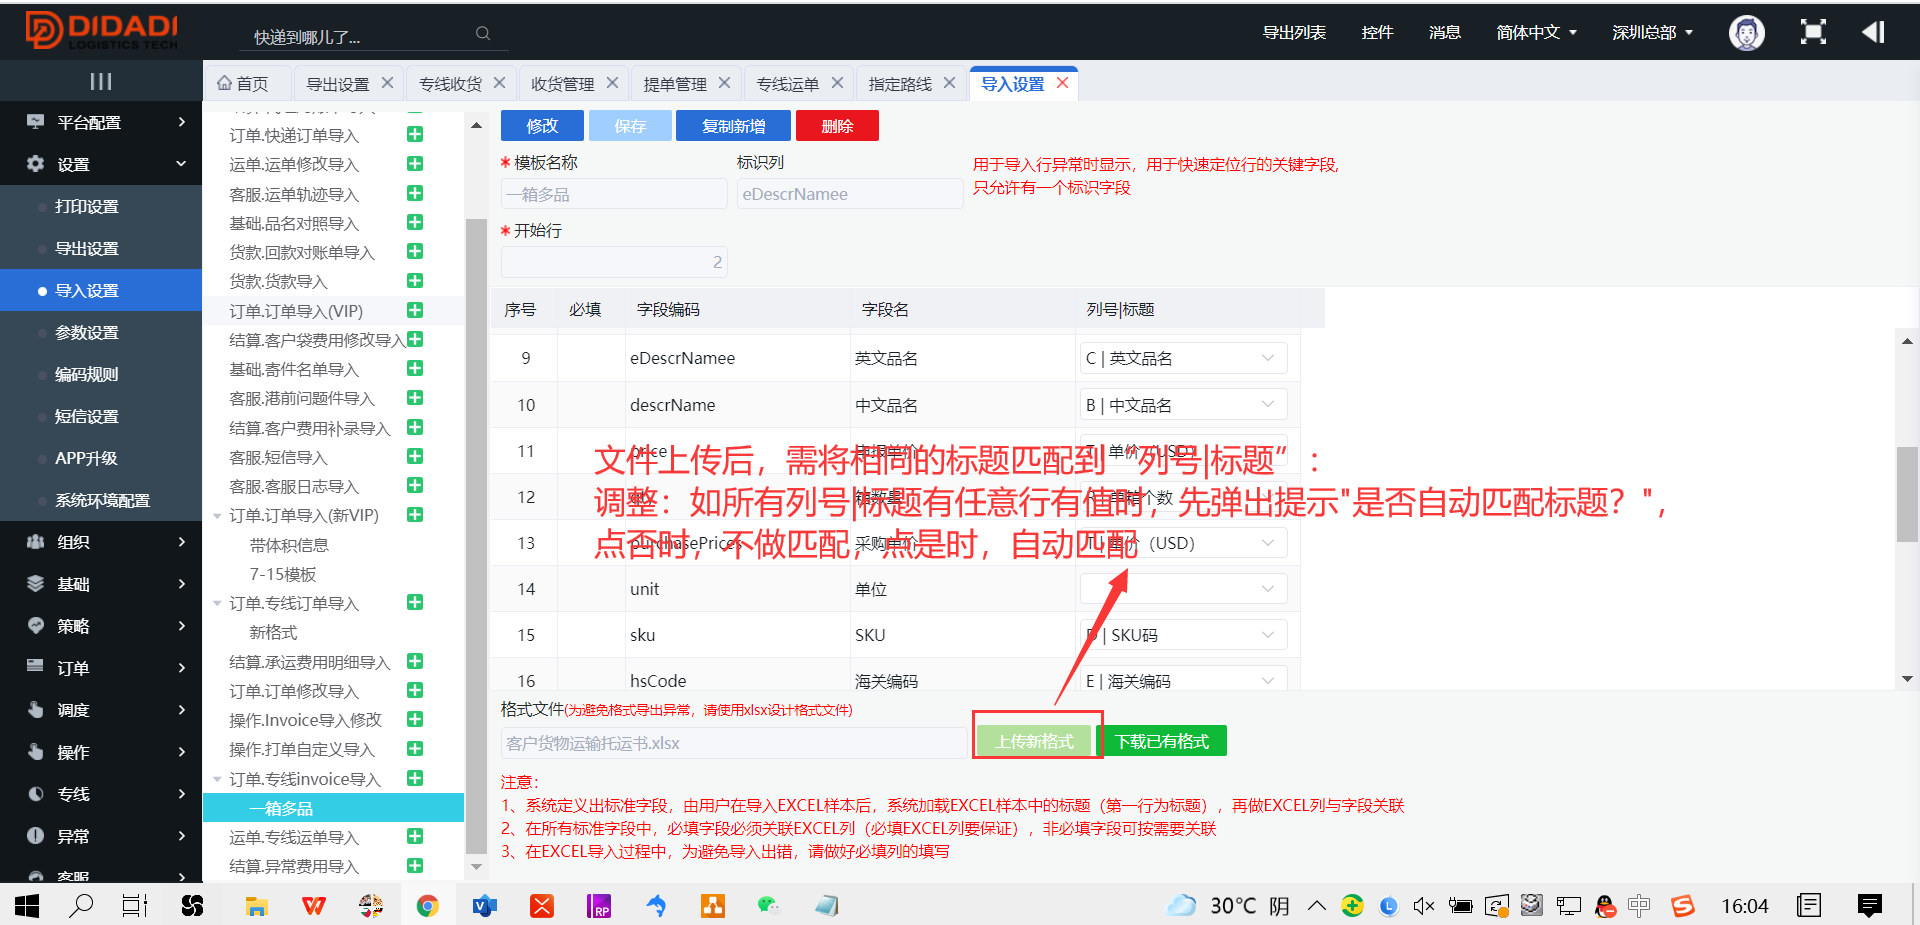 DIDADI
LOGISTICS TECH
快递到哪儿了...
导出列表
控件
消息
简体中文
深圳总部
首页
导出设置
专线收货
收货管理
提单管理
专线运单
指定路线
导入设置
平台配置
设置
打印设置
导出设置
导入设置
参数设置
编码规则
短信设置
APP升级
系统环境配置
组织
基础
策略
订单
调度
操作
专线
异常
客服
订单.快递订单导入
运单.运单修改导入
客服.运单轨迹导入
基础.品名对照导入
货款.回款对账单导入
货款.货款导入
订单.订单导入(VIP)
结算.客户袋费用修改导入
基础.寄件名单导入
客服.港前问题件导入
结算.客户费用补录导入
客服.短信导入
客服.客服日志导入
订单.订单导入(新VIP)
带体积信息
7-15模板
订单.专线订单导入
新格式
结算.承运费用明细导入
订单.订单修改导入
操作.Invoice导入修改
操作.打单自定义导入
订单.专线invoice导入
一箱多品
运单.专线运单导入
结算.异常费用导入
修改
保存
复制新增
删除
*模板名称
标识列
一箱多品
eDescrNamee
用于导入行异常时显示，用于快速定位行的关键字段,
只允许有一个标识字段
*开始行
2
序号 必填 字段编码 字段名 列号|标题
9 eDescrNamee 英文品名 C | 英文品名
10 descrName 中文品名 B | 中文品名
11 price 申报单价 单价（USD）
12 箱数量 单箱个数
13 purchasePrices 采购单价 单价（USD）
14 unit 单位
15 sku SKU D | SKU码
16 hsCode 海关编码 E | 海关编码
文件上传后，需将相同的标题匹配到“列号|标题”：
调整：如所有列号|标题有任意行有值时，先弹出提示"是否自动匹配标题？"，
点否时，不做匹配，点是时，自动匹配
格式文件(为避免格式导出异常，请使用xlsx设计格式文件)
客户货物运输托运书.xlsx
上传新格式
下载已有格式
注意：
1、系统定义出标准字段，由用户在导入EXCEL样本后，系统加载EXCEL样本中的标题（第一行为标题），再做EXCEL列与字段关联
2、在所有标准字段中，必填字段必须关联EXCEL列（必填EXCEL列要保证），非必填字段可按需要关联
3、在EXCEL导入过程中，为避免导入出错，请做好必填列的填写
30℃ 阴
中
16:04